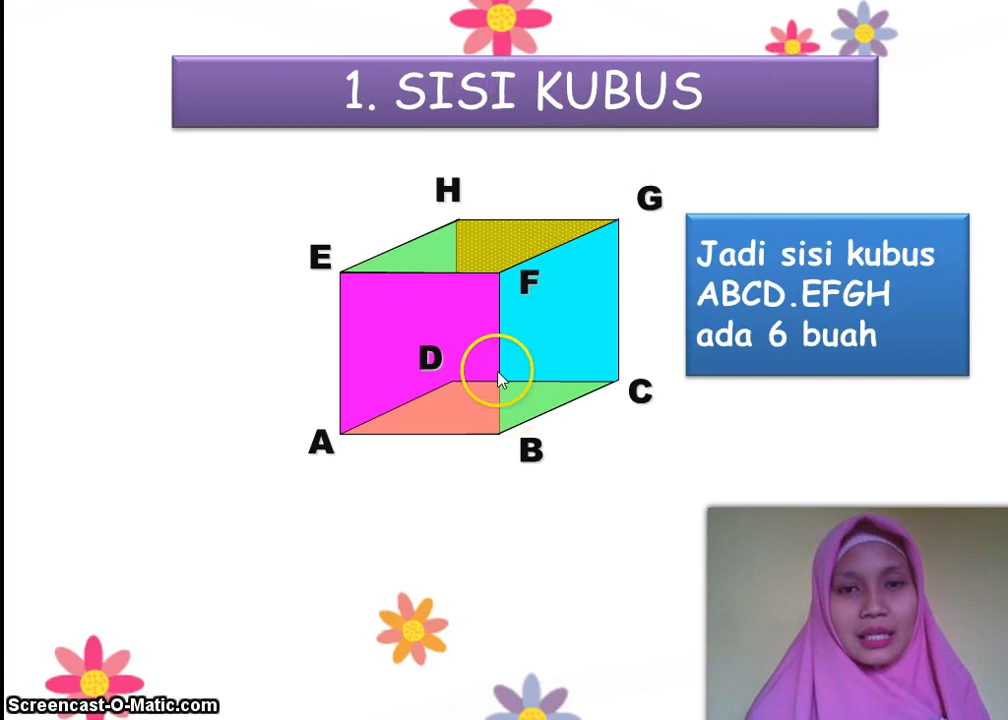 1. SISI KUBUS
H
G
E
F
D
C
A
B
Jadi sisi kubus
ABCD.EFGH
ada 6 buah
Screencast-O-Matic.com